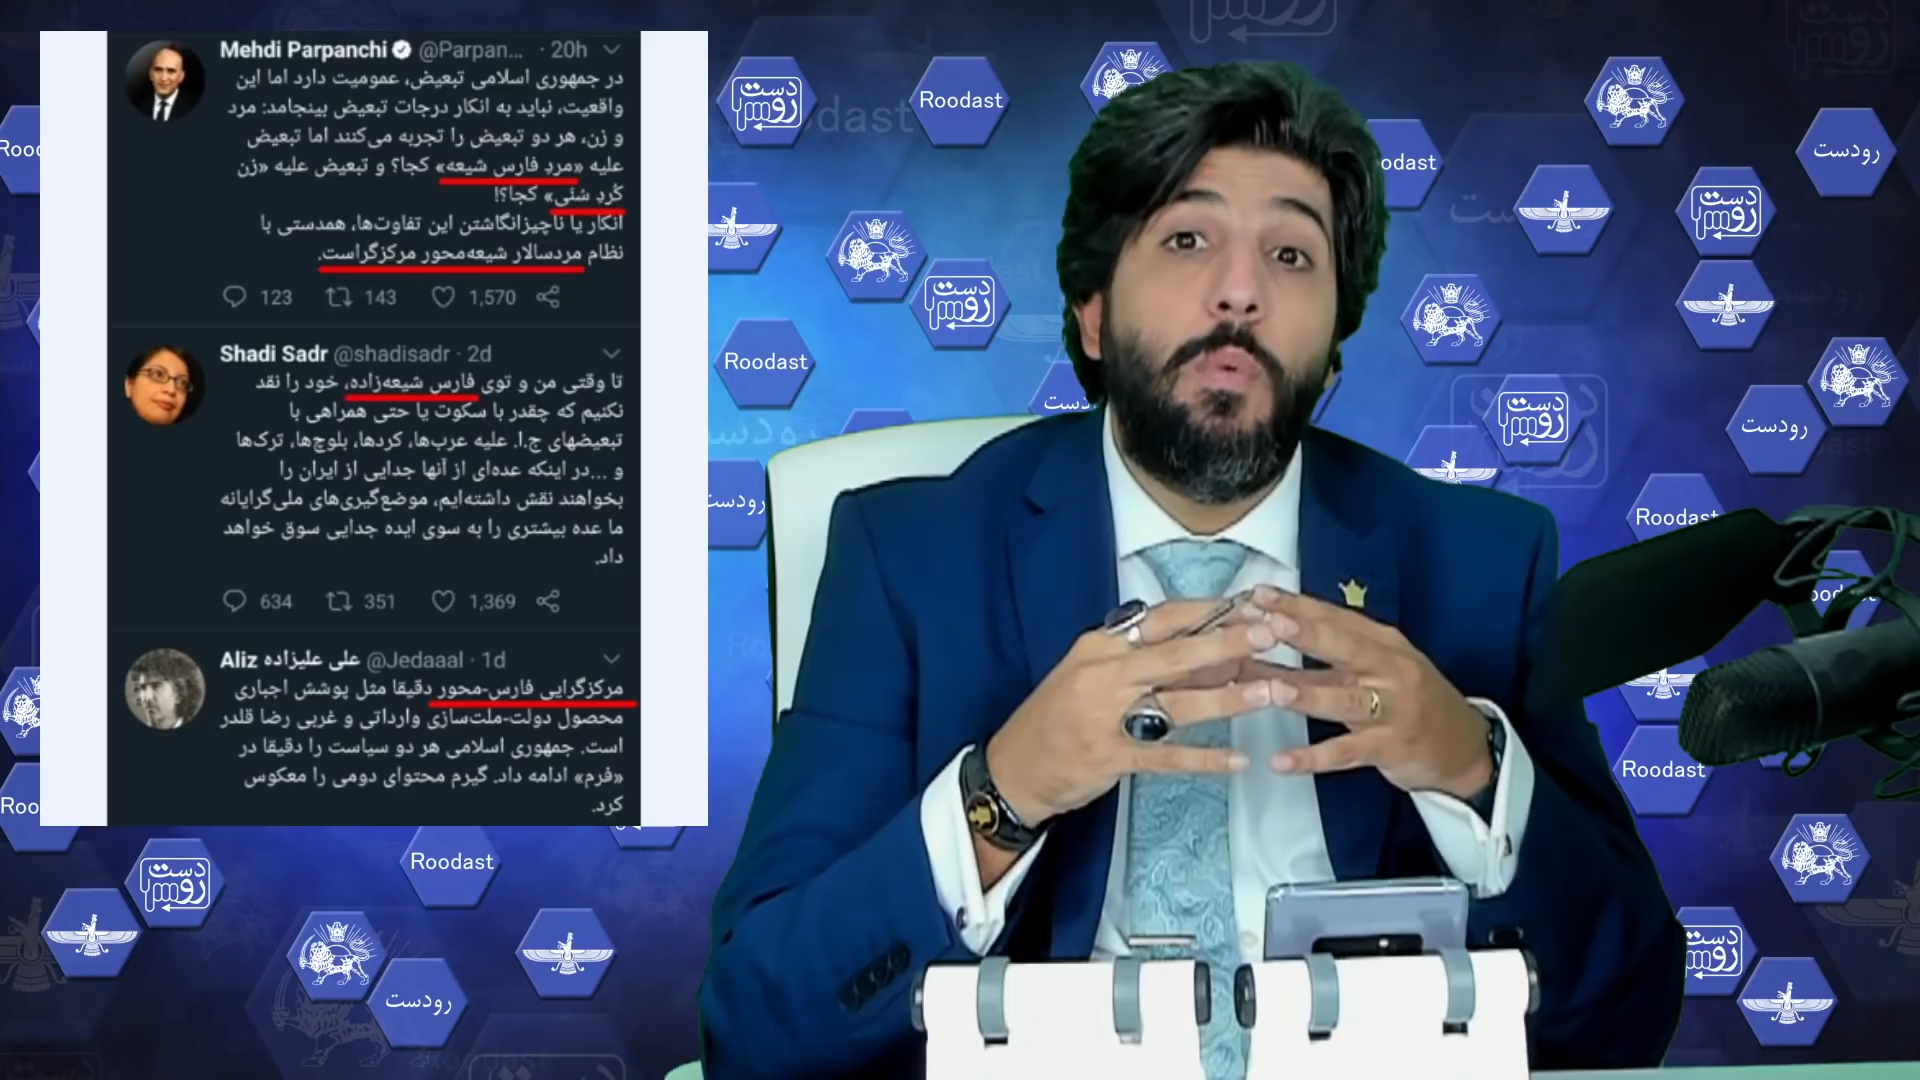 Mehdi Parpanchi @Parpan... · 20h
در جمهوری اسلامی تبعیض، عمومیت دارد اما این
واقعیت، نباید به انکار درجات تبعیض بینجامد: مرد
و زن، هر دو تبعیض را تجربه می‌کنند اما تبعیض
علیه «مردِ فارسِ شیعه» کجا؟ و تبعیض علیه «زنِ
کُردِ سُنّی» کجا؟!
انکار یا ناچیزانگاشتن این تفاوت‌ها، همدستی با
نظام مردسالار شیعه‌محور مرکزگراست.
123 143 1,570
Shadi Sadr @shadisadr · 2d
تا وقتی من و توی فارس شیعه‌زاده، خود را نقد
نکنیم که چقدر با سکوت یا حتی همراهی با
تبعیضهای ج.ا. علیه عرب‌ها، کردها، بلوچ‌ها، ترک‌ها
و ...در اینکه عده‌ای از آنها جدایی از ایران را
بخواهند نقش داشته‌ایم، موضع‌گیری‌های ملی‌گرایانه
ما عده بیشتری را به سوی ایده جدایی سوق خواهد
داد.
634 351 1,369
Aliz علی علیزاده @Jedaaal · 1d
مرکزگرایی فارس-محور دقیقا مثل پوشش اجباری
محصول دولت-ملت‌سازی وارداتی و غربی رضا قلدر
است. جمهوری اسلامی هر دو سیاست را دقیقا در
«فرم» ادامه داد. گیرم محتوای دومی را معکوس
کرد.
رودست
Roodast
رودست
Roodast
رودست
رودست
Roodast
رودست
Roodast
Roodast
رودست
Roodast
رودست
رودست